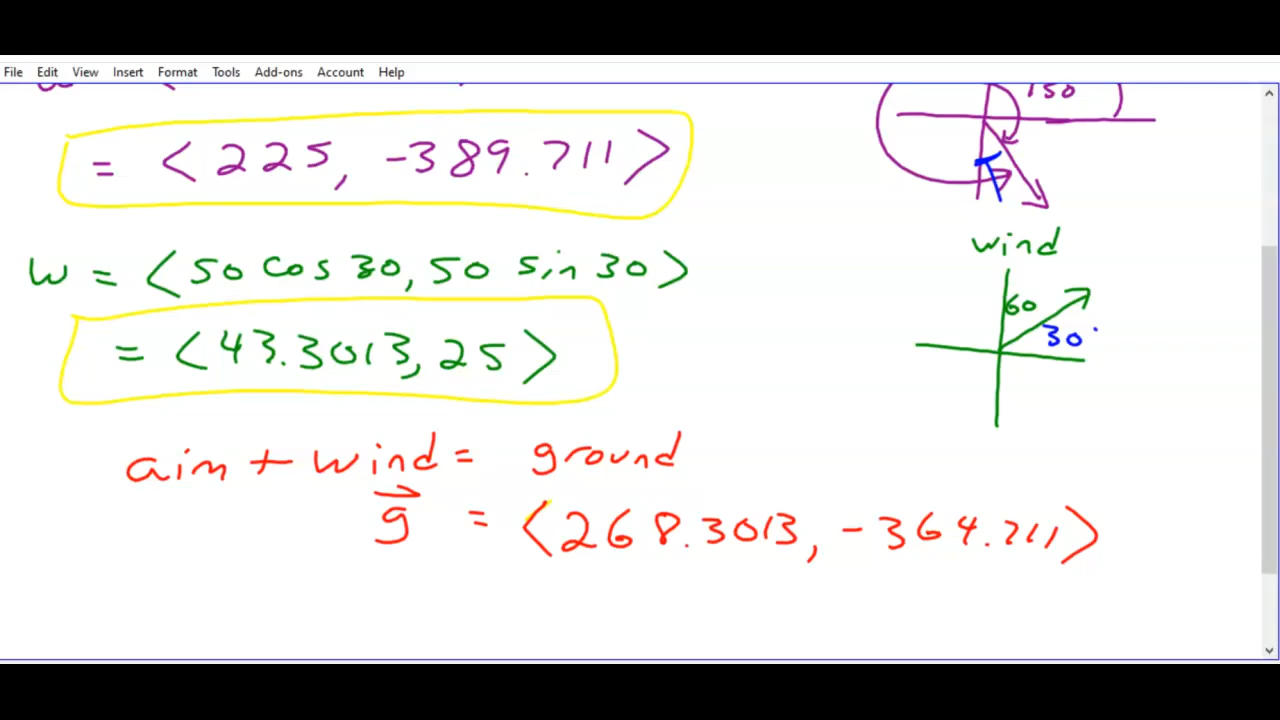 File Edit View Insert Format Tools Add-ons Account Help
150
= ⟨225, -389.711⟩
wind
w = ⟨50 cos 30, 50 sin 30⟩
60
30°
= ⟨43.3013, 25⟩
aim + wind = ground
g⃗ = ⟨268.3013, -364.711⟩